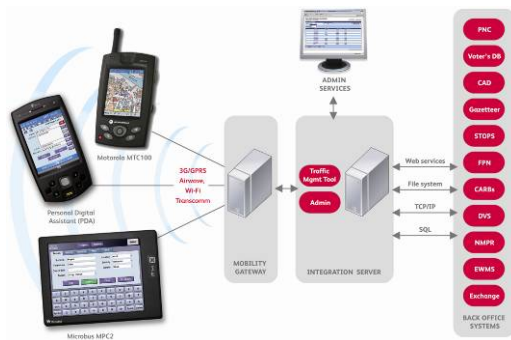 Motorola MTC100
Personal Digital
Assistant (PDA)
Microbus MPC2
3G/GPRS
Airwave,
Wi-Fi
Transcomm
MOBILITY
GATEWAY
ADMIN
SERVICES
Traffic
Mgmt Tool
Admin
INTEGRATION SERVER
Web services
File system
TCP/IP
SQL
PNC
Voter's DB
CAD
Gazetteer
STOPS
FPN
CARBs
DVS
NMPR
EWMS
Exchange
BACK OFFICE
SYSTEMS